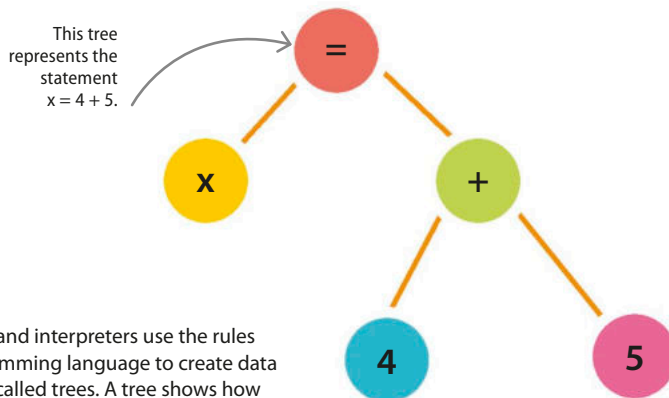 This tree
represents the
statement
x = 4 + 5.
=
x
+
4
5
and interpreters use the rules
mming language to create data
called trees. A tree shows how